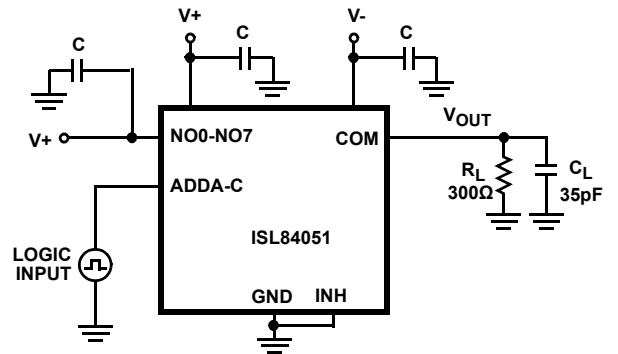 V+
V-
C
C
C
V+
NO0-NO7
COM
VOUT
ADDA-C
RL
300Ω
CL
35pF
LOGIC
INPUT
ISL84051
GND
INH